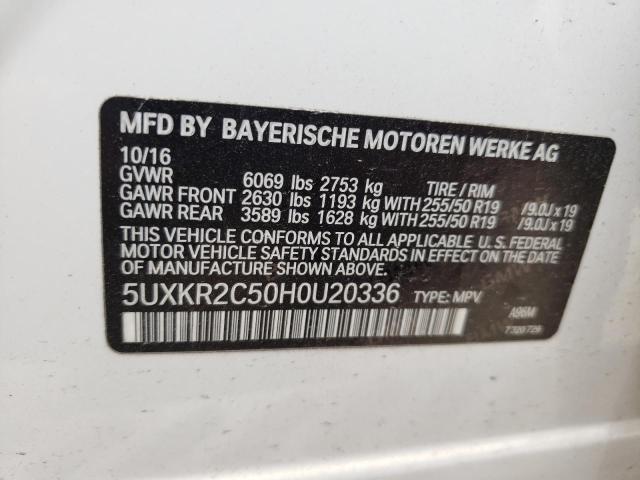 MFD BY BAYERISCHE MOTOREN WERKE AG
10/16
GVWR 6069 lbs 2753 kg TIRE / RIM
GAWR FRONT 2630 lbs 1193 kg WITH 255/50 R19 /9.0J x 19
GAWR REAR 3589 lbs 1628 kg WITH 255/50 R19 /9.0J x 19
THIS VEHICLE CONFORMS TO ALL APPLICABLE U.S. FEDERAL
MOTOR VEHICLE SAFETY STANDARDS IN EFFECT ON THE
DATE OF MANUFACTURE SHOWN ABOVE.
5UXKR2C50H0U20336 TYPE: MPV
A96M
7320726